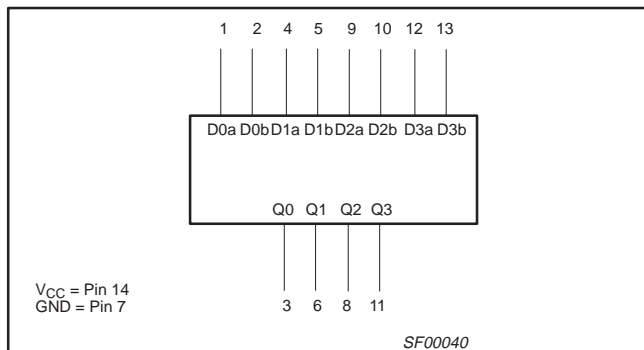 1 2 4 5 9 10 12 13
D0a D0b D1a D1b D2a D2b D3a D3b
Q0 Q1 Q2 Q3
3 6 8 11
VCC = Pin 14
GND = Pin 7
SF00040